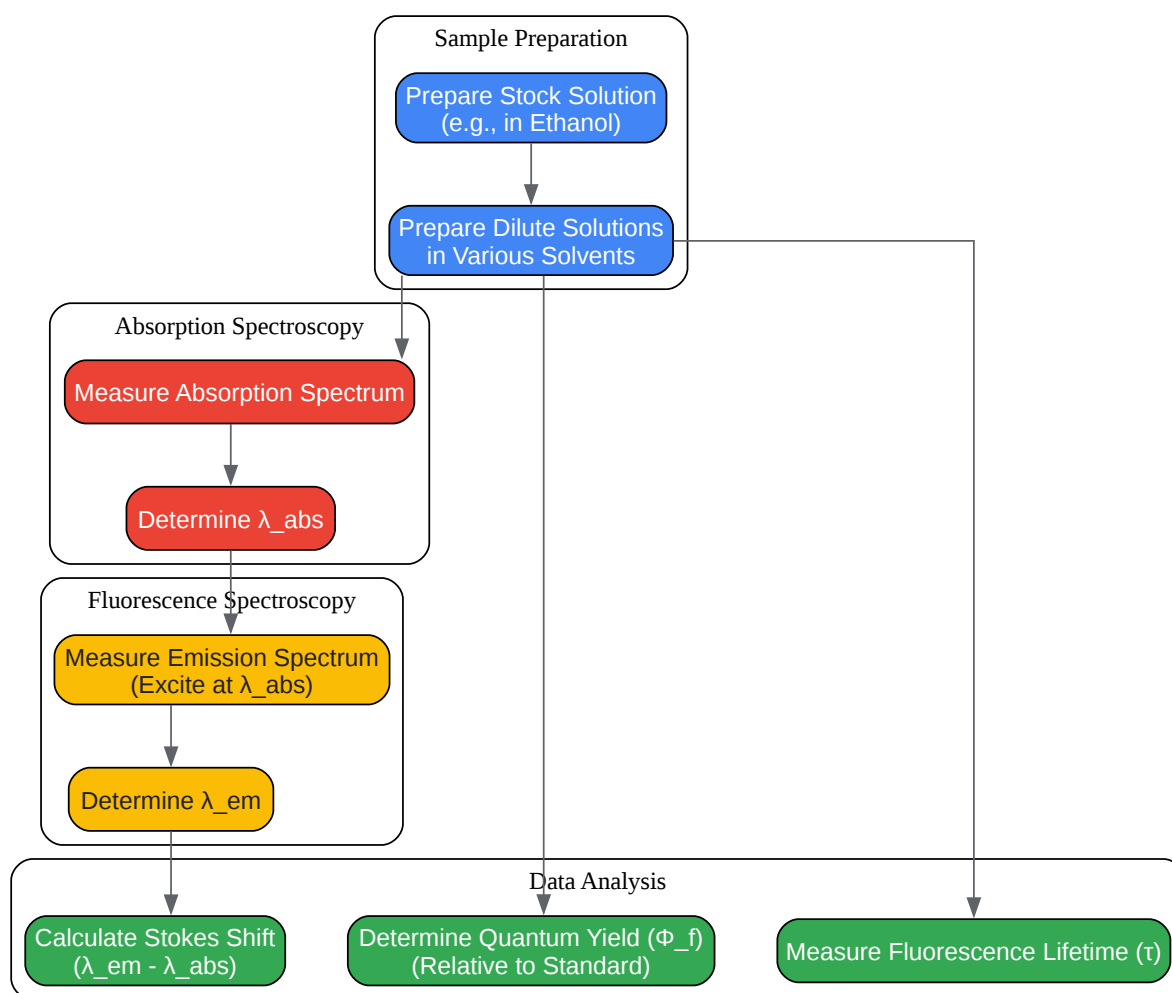 Sample Preparation
Prepare Stock Solution
(e.g., in Ethanol)
Prepare Dilute Solutions
in Various Solvents
Absorption Spectroscopy
Measure Absorption Spectrum
Determine λ_abs
Fluorescence Spectroscopy
Measure Emission Spectrum
(Excite at λ_abs)
Determine λ_em
Data Analysis
Calculate Stokes Shift
(λ_em - λ_abs)
Determine Quantum Yield (Φ_f)
(Relative to Standard)
Measure Fluorescence Lifetime (τ)